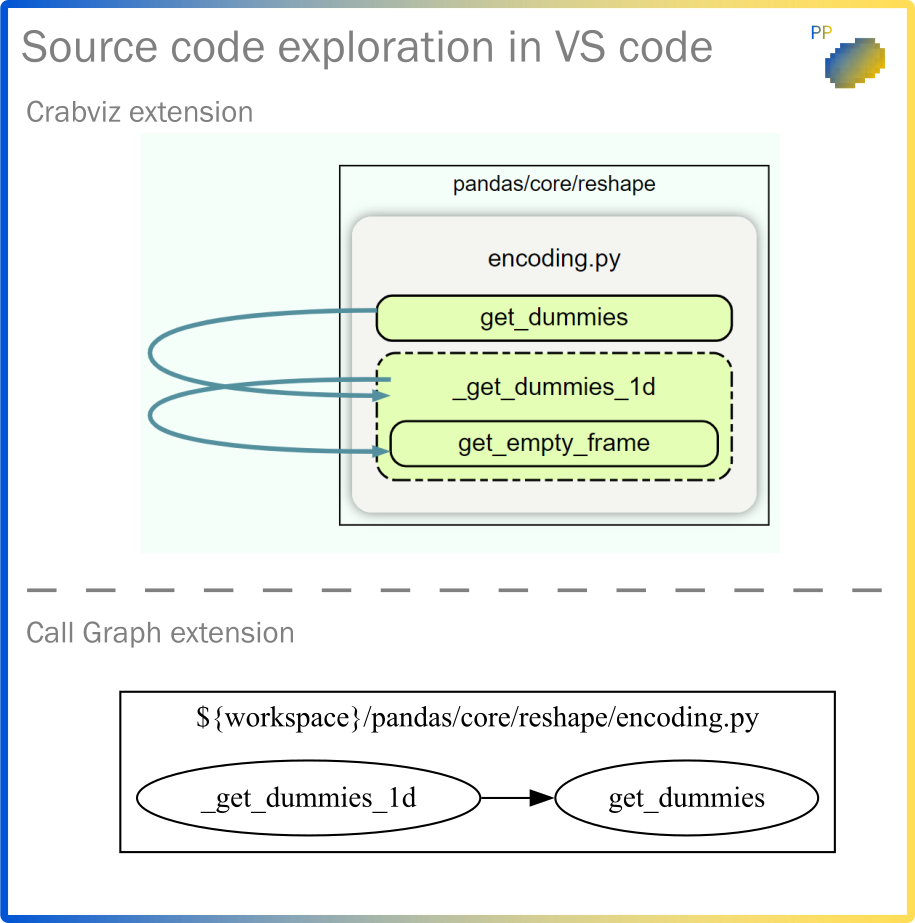 Source code exploration in VS code
PP
Crabviz extension
pandas/core/reshape
encoding.py
get_dummies
_get_dummies_1d
get_empty_frame
Call Graph extension
${workspace}/pandas/core/reshape/encoding.py
_get_dummies_1d
get_dummies